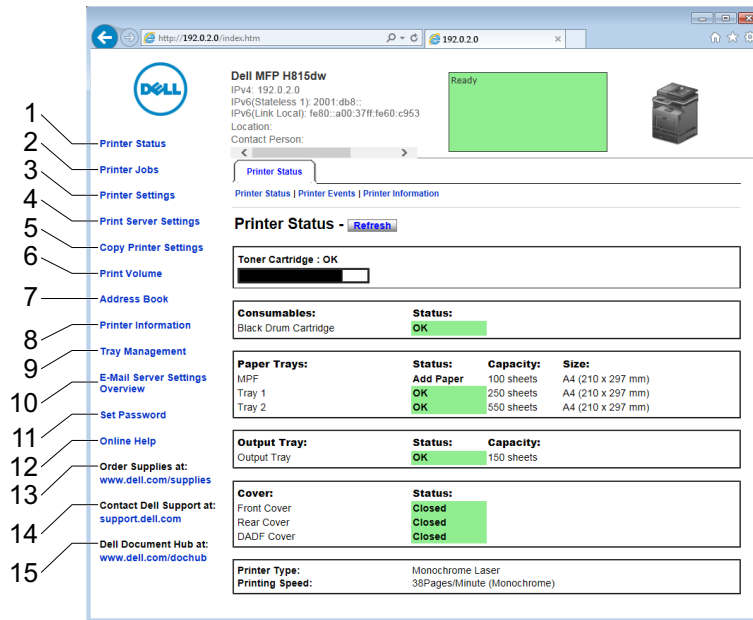 http://192.0.2.0/index.htm
192.0.2.0
DELL
Dell MFP H815dw
IPv4: 192.0.2.0
IPv6(Stateless 1): 2001:db8::
IPv6(Link Local): fe80::a00:37ff:fe60:c953
Location:
Contact Person:
Ready
Printer Status
Printer Status | Printer Events | Printer Information
1
Printer Status
2
Printer Jobs
3
Printer Settings
4
Print Server Settings
5
Copy Printer Settings
6
Print Volume
7
Address Book
8
Printer Information
9
Tray Management
10
E-Mail Server Settings
Overview
11
Set Password
12
Online Help
13
Order Supplies at:
www.dell.com/supplies
14
Contact Dell Support at:
support.dell.com
15
Dell Document Hub at:
www.dell.com/dochub
Printer Status - Refresh
Toner Cartridge : OK
Consumables: Status:
Black Drum Cartridge OK
Paper Trays: Status: Capacity: Size:
MPF Add Paper 100 sheets A4 (210 x 297 mm)
Tray 1 OK 250 sheets A4 (210 x 297 mm)
Tray 2 OK 550 sheets A4 (210 x 297 mm)
Output Tray: Status: Capacity:
Output Tray OK 150 sheets
Cover: Status:
Front Cover Closed
Rear Cover Closed
DADF Cover Closed
Printer Type: Monochrome Laser
Printing Speed: 38Pages/Minute (Monochrome)